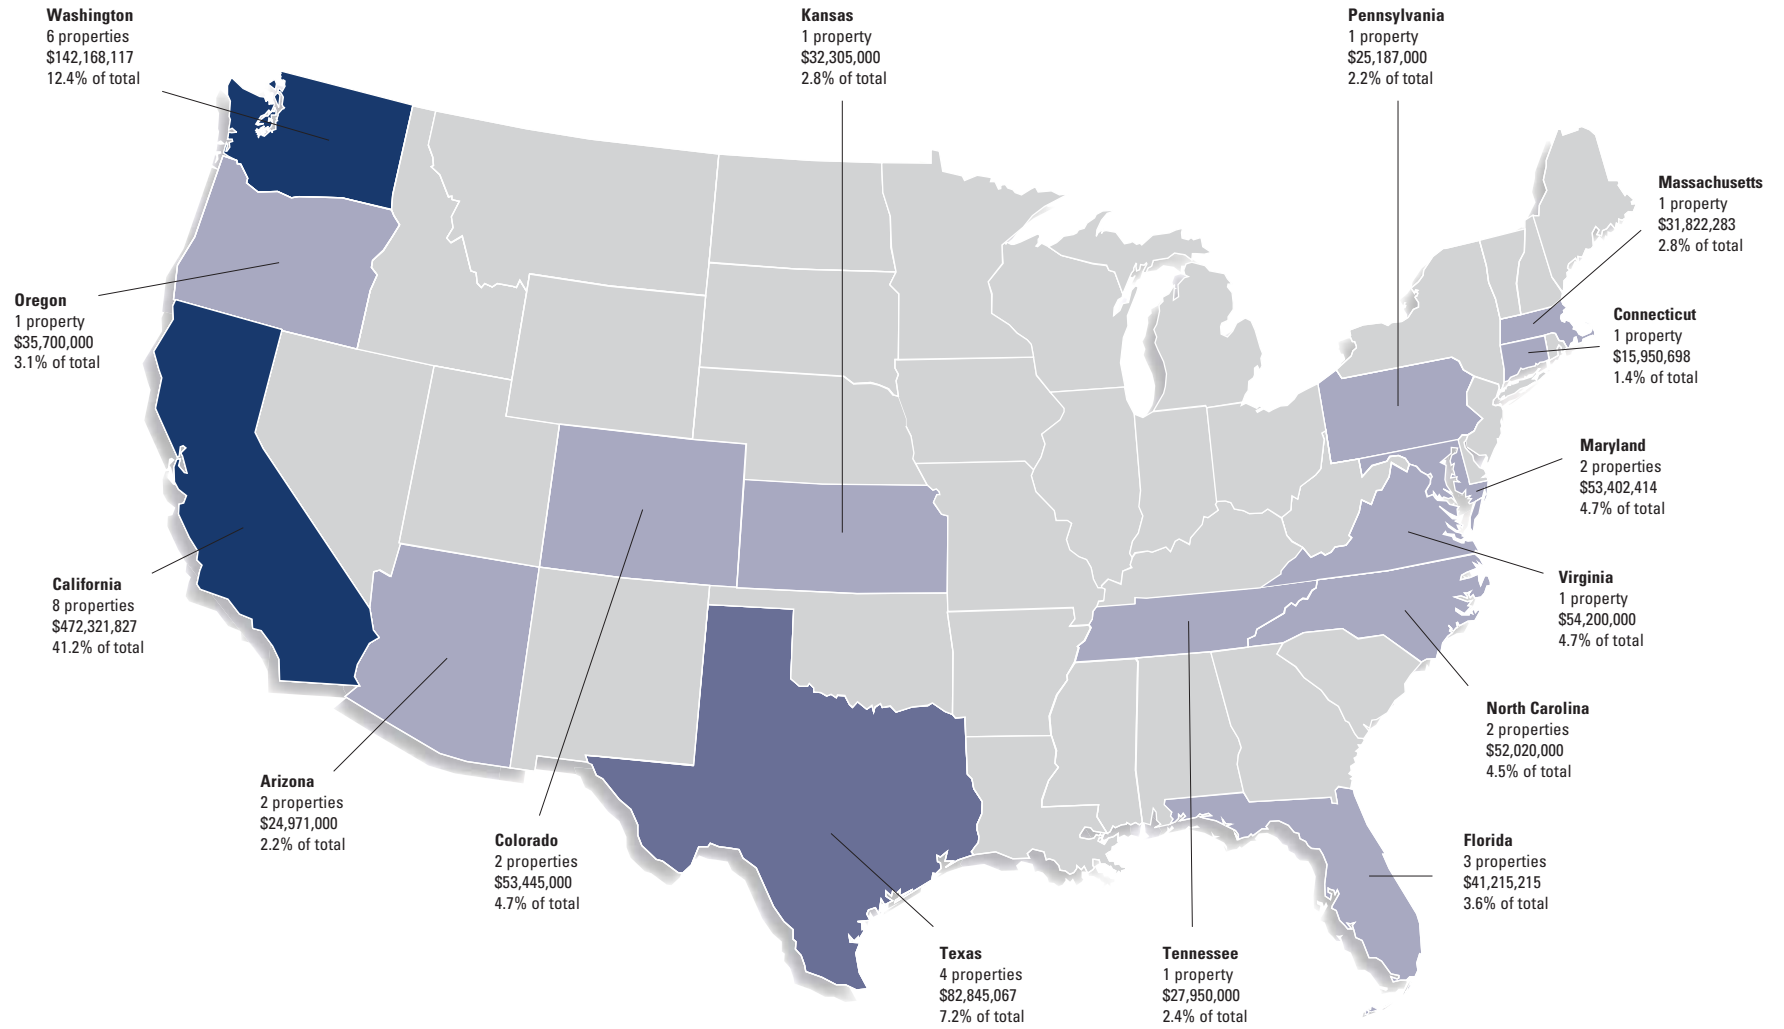 Washington
6 properties
$142,168,117
12.4% of total
Kansas
1 property
$32,305,000
2.8% of total
Pennsylvania
1 property
$25,187,000
2.2% of total
Massachusetts
1 property
$31,822,283
2.8% of total
Oregon
1 property
$35,700,000
3.1% of total
Connecticut
1 property
$15,950,698
1.4% of total
Maryland
2 properties
$53,402,414
4.7% of total
California
8 properties
$472,321,827
41.2% of total
Virginia
1 property
$54,200,000
4.7% of total
North Carolina
2 properties
$52,020,000
4.5% of total
Arizona
2 properties
$24,971,000
2.2% of total
Colorado
2 properties
$53,445,000
4.7% of total
Florida
3 properties
$41,215,215
3.6% of total
Texas
4 properties
$82,845,067
7.2% of total
Tennessee
1 property
$27,950,000
2.4% of total